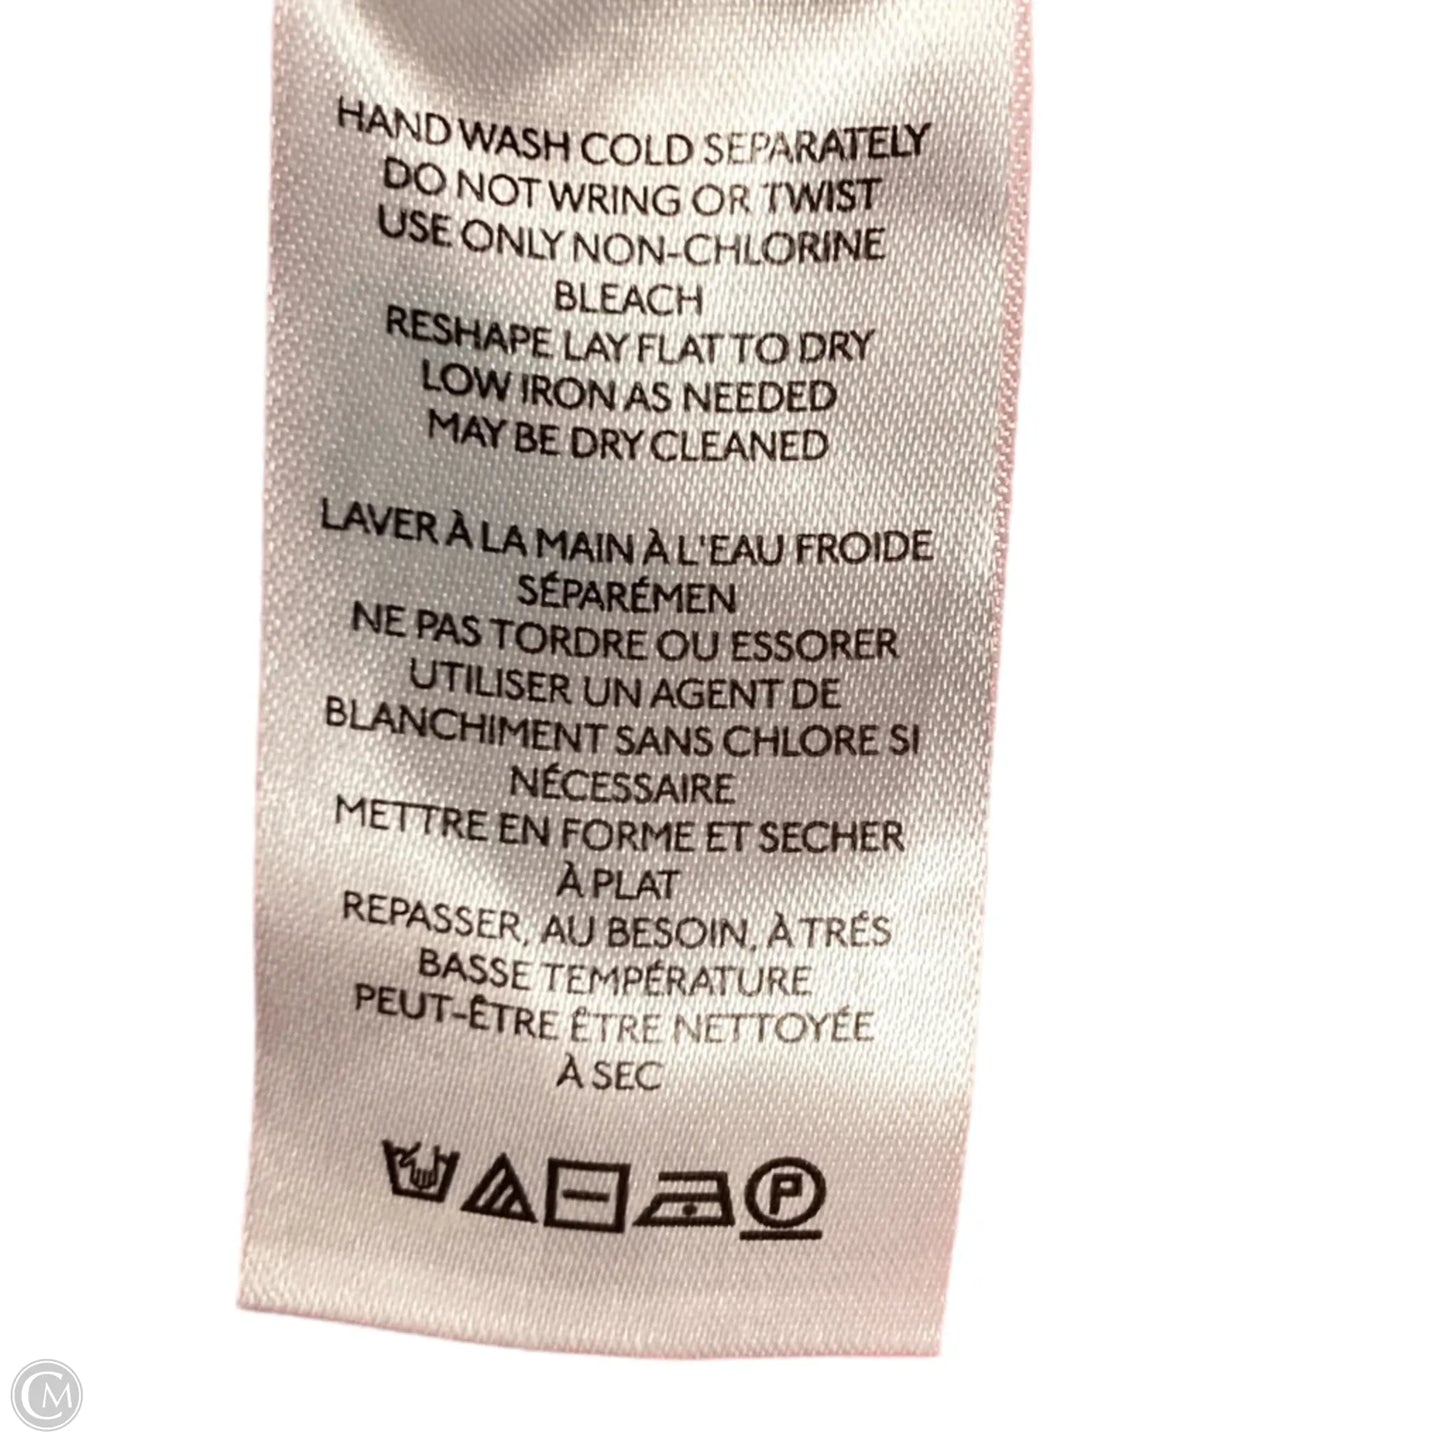 HAND WASH COLD SEPARATELY
DO NOT WRING OR TWIST
USE ONLY NON-CHLORINE
BLEACH
RESHAPE LAY FLAT TO DRY
LOW IRON AS NEEDED
MAY BE DRY CLEANED
LAVER À LA MAIN À L'EAU FROIDE
SÉPARÉMEN
NE PAS TORDRE OU ESSORER
UTILISER UN AGENT DE
BLANCHIMENT SANS CHLORE SI
NÉCESSAIRE
METTRE EN FORME ET SECHER
À PLAT
REPASSER, AU BESOIN, À TRÉS
BASSE TEMPÉRATURE
PEUT-ÊTRE ÊTRE NETTOYÉE
À SEC
P
CM